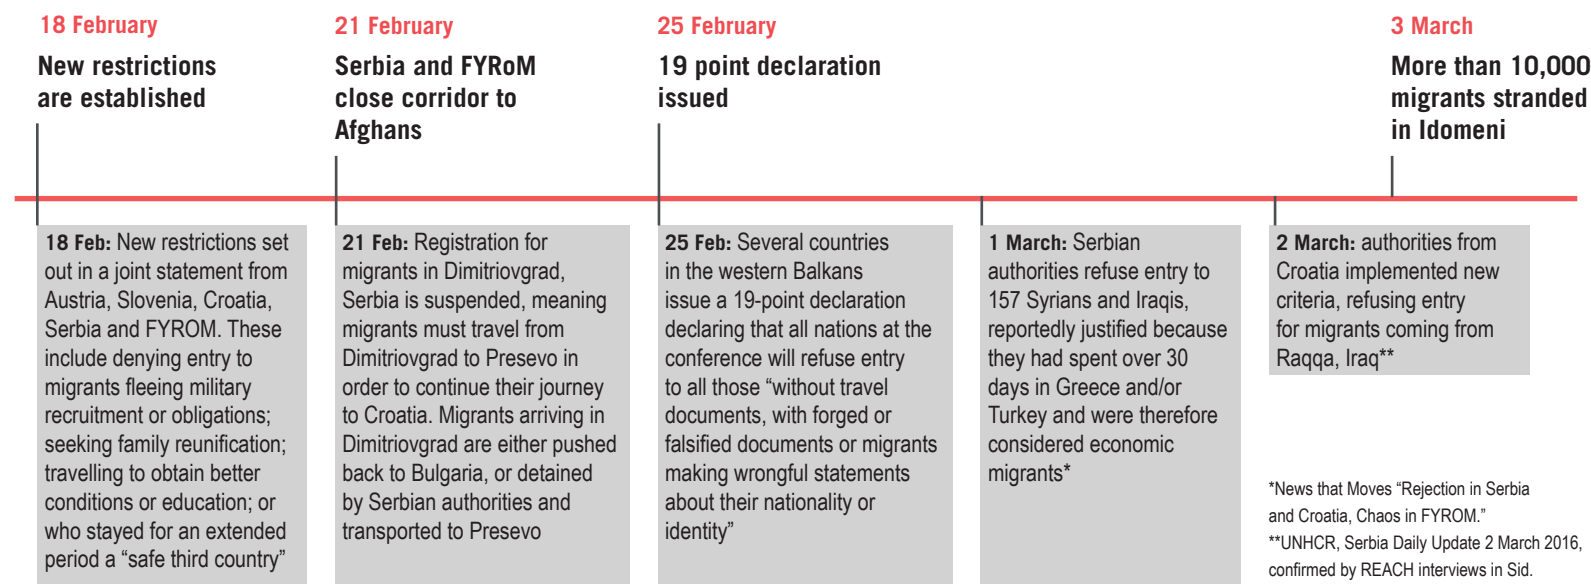 18 February
New restrictions
are established
21 February
Serbia and FYRoM
close corridor to
Afghans
25 February
19 point declaration
issued
3 March
More than 10,000
migrants stranded
in Idomeni
18 Feb: New restrictions set
out in a joint statement from
Austria, Slovenia, Croatia,
Serbia and FYROM. These
include denying entry to
migrants fleeing military
recruitment or obligations;
seeking family reunification;
travelling to obtain better
conditions or education; or
who stayed for an extended
period a “safe third country”
21 Feb: Registration for
migrants in Dimitriovgrad,
Serbia is suspended, meaning
migrants must travel from
Dimitriovgrad to Presevo in
order to continue their journey
to Croatia. Migrants arriving in
Dimitriovgrad are either pushed
back to Bulgaria, or detained
by Serbian authorities and
transported to Presevo
25 Feb: Several countries
in the western Balkans
issue a 19-point declaration
declaring that all nations at the
conference will refuse entry
to all those “without travel
documents, with forged or
falsified documents or migrants
making wrongful statements
about their nationality or
identity”
1 March: Serbian
authorities refuse entry to
157 Syrians and Iraqis,
reportedly justified because
they had spent over 30
days in Greece and/or
Turkey and were therefore
considered economic
migrants*
2 March: authorities from
Croatia implemented new
criteria, refusing entry
for migrants coming from
Raqqa, Iraq**
*News that Moves “Rejection in Serbia
and Croatia, Chaos in FYROM.”
**UNHCR, Serbia Daily Update 2 March 2016,
confirmed by REACH interviews in Sid.